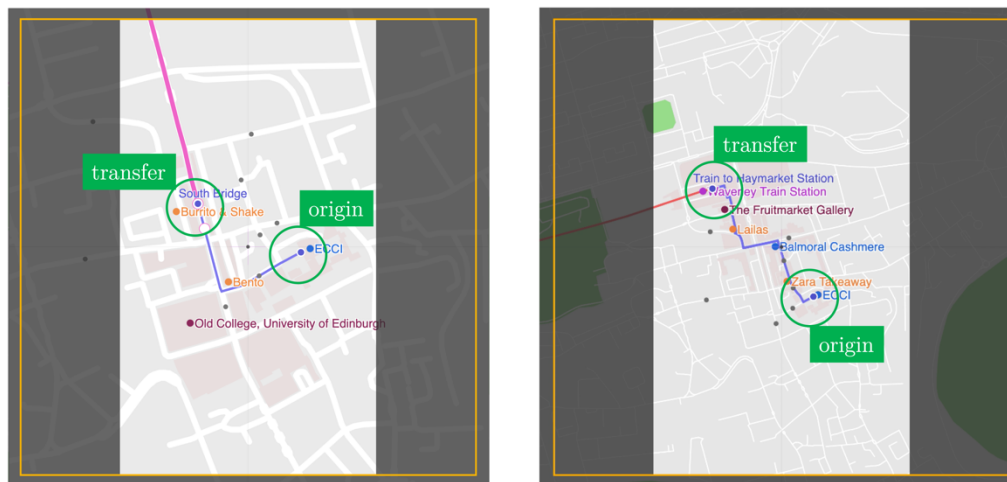 transfer
South Bridge
Burrito & Shake
origin
ECCI
Bento
Old College, University of Edinburgh
transfer
Train to Haymarket Station
Waverley Train Station
The Fruitmarket Gallery
Lailas
Balmoral Cashmere
Zara Takeaway
ECCI
origin